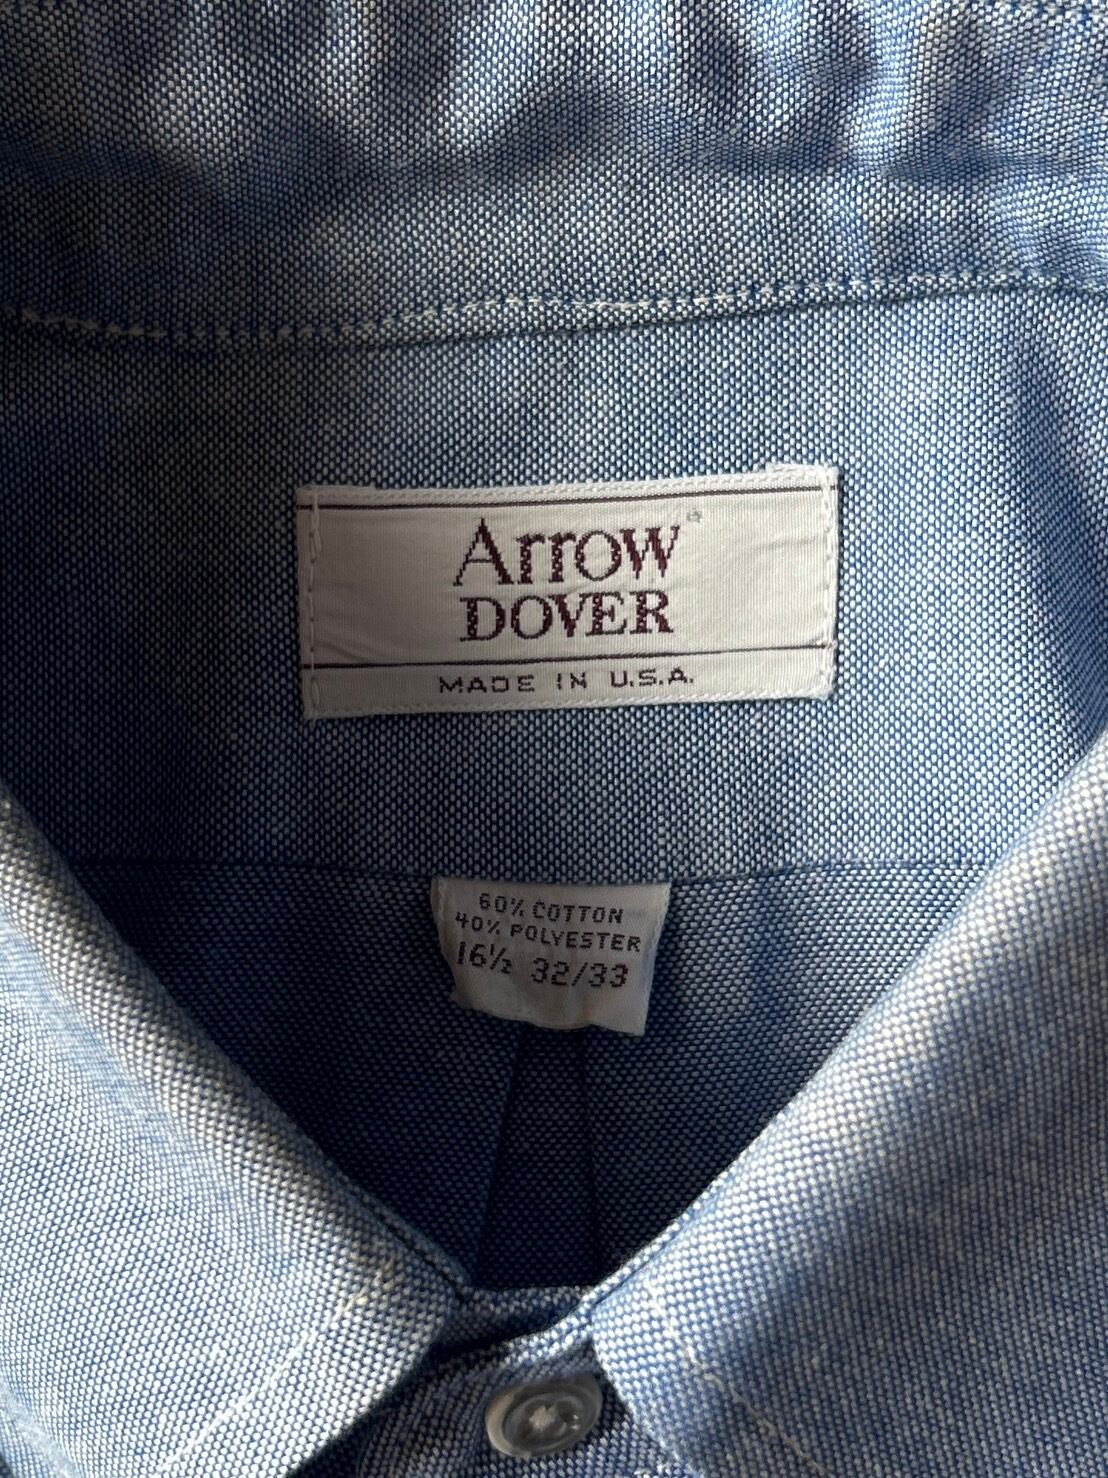 Arrow®
DOVER
MADE IN U.S.A.
60% COTTON
40% POLYESTER
16½ 32/33